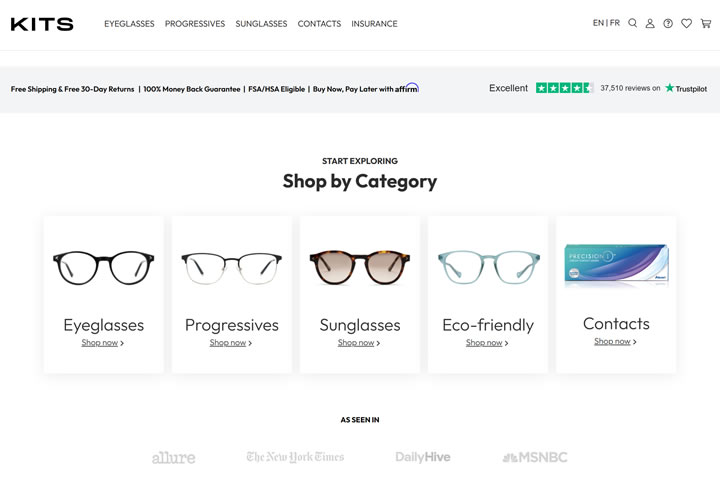 KITS EYEGLASSES PROGRESSIVES SUNGLASSES CONTACTS INSURANCE EN | FR
Free Shipping & Free 30-Day Returns | 100% Money Back Guarantee | FSA/HSA Eligible | Buy Now, Pay Later with affirm Excellent 37,510 reviews on Trustpilot
START EXPLORING
Shop by Category
PRECISION 1
Eyeglasses Progressives Sunglasses Eco-friendly Contacts
Shop now Shop now Shop now Shop now Shop now
AS SEEN IN
allure The New York Times DailyHive MSNBC